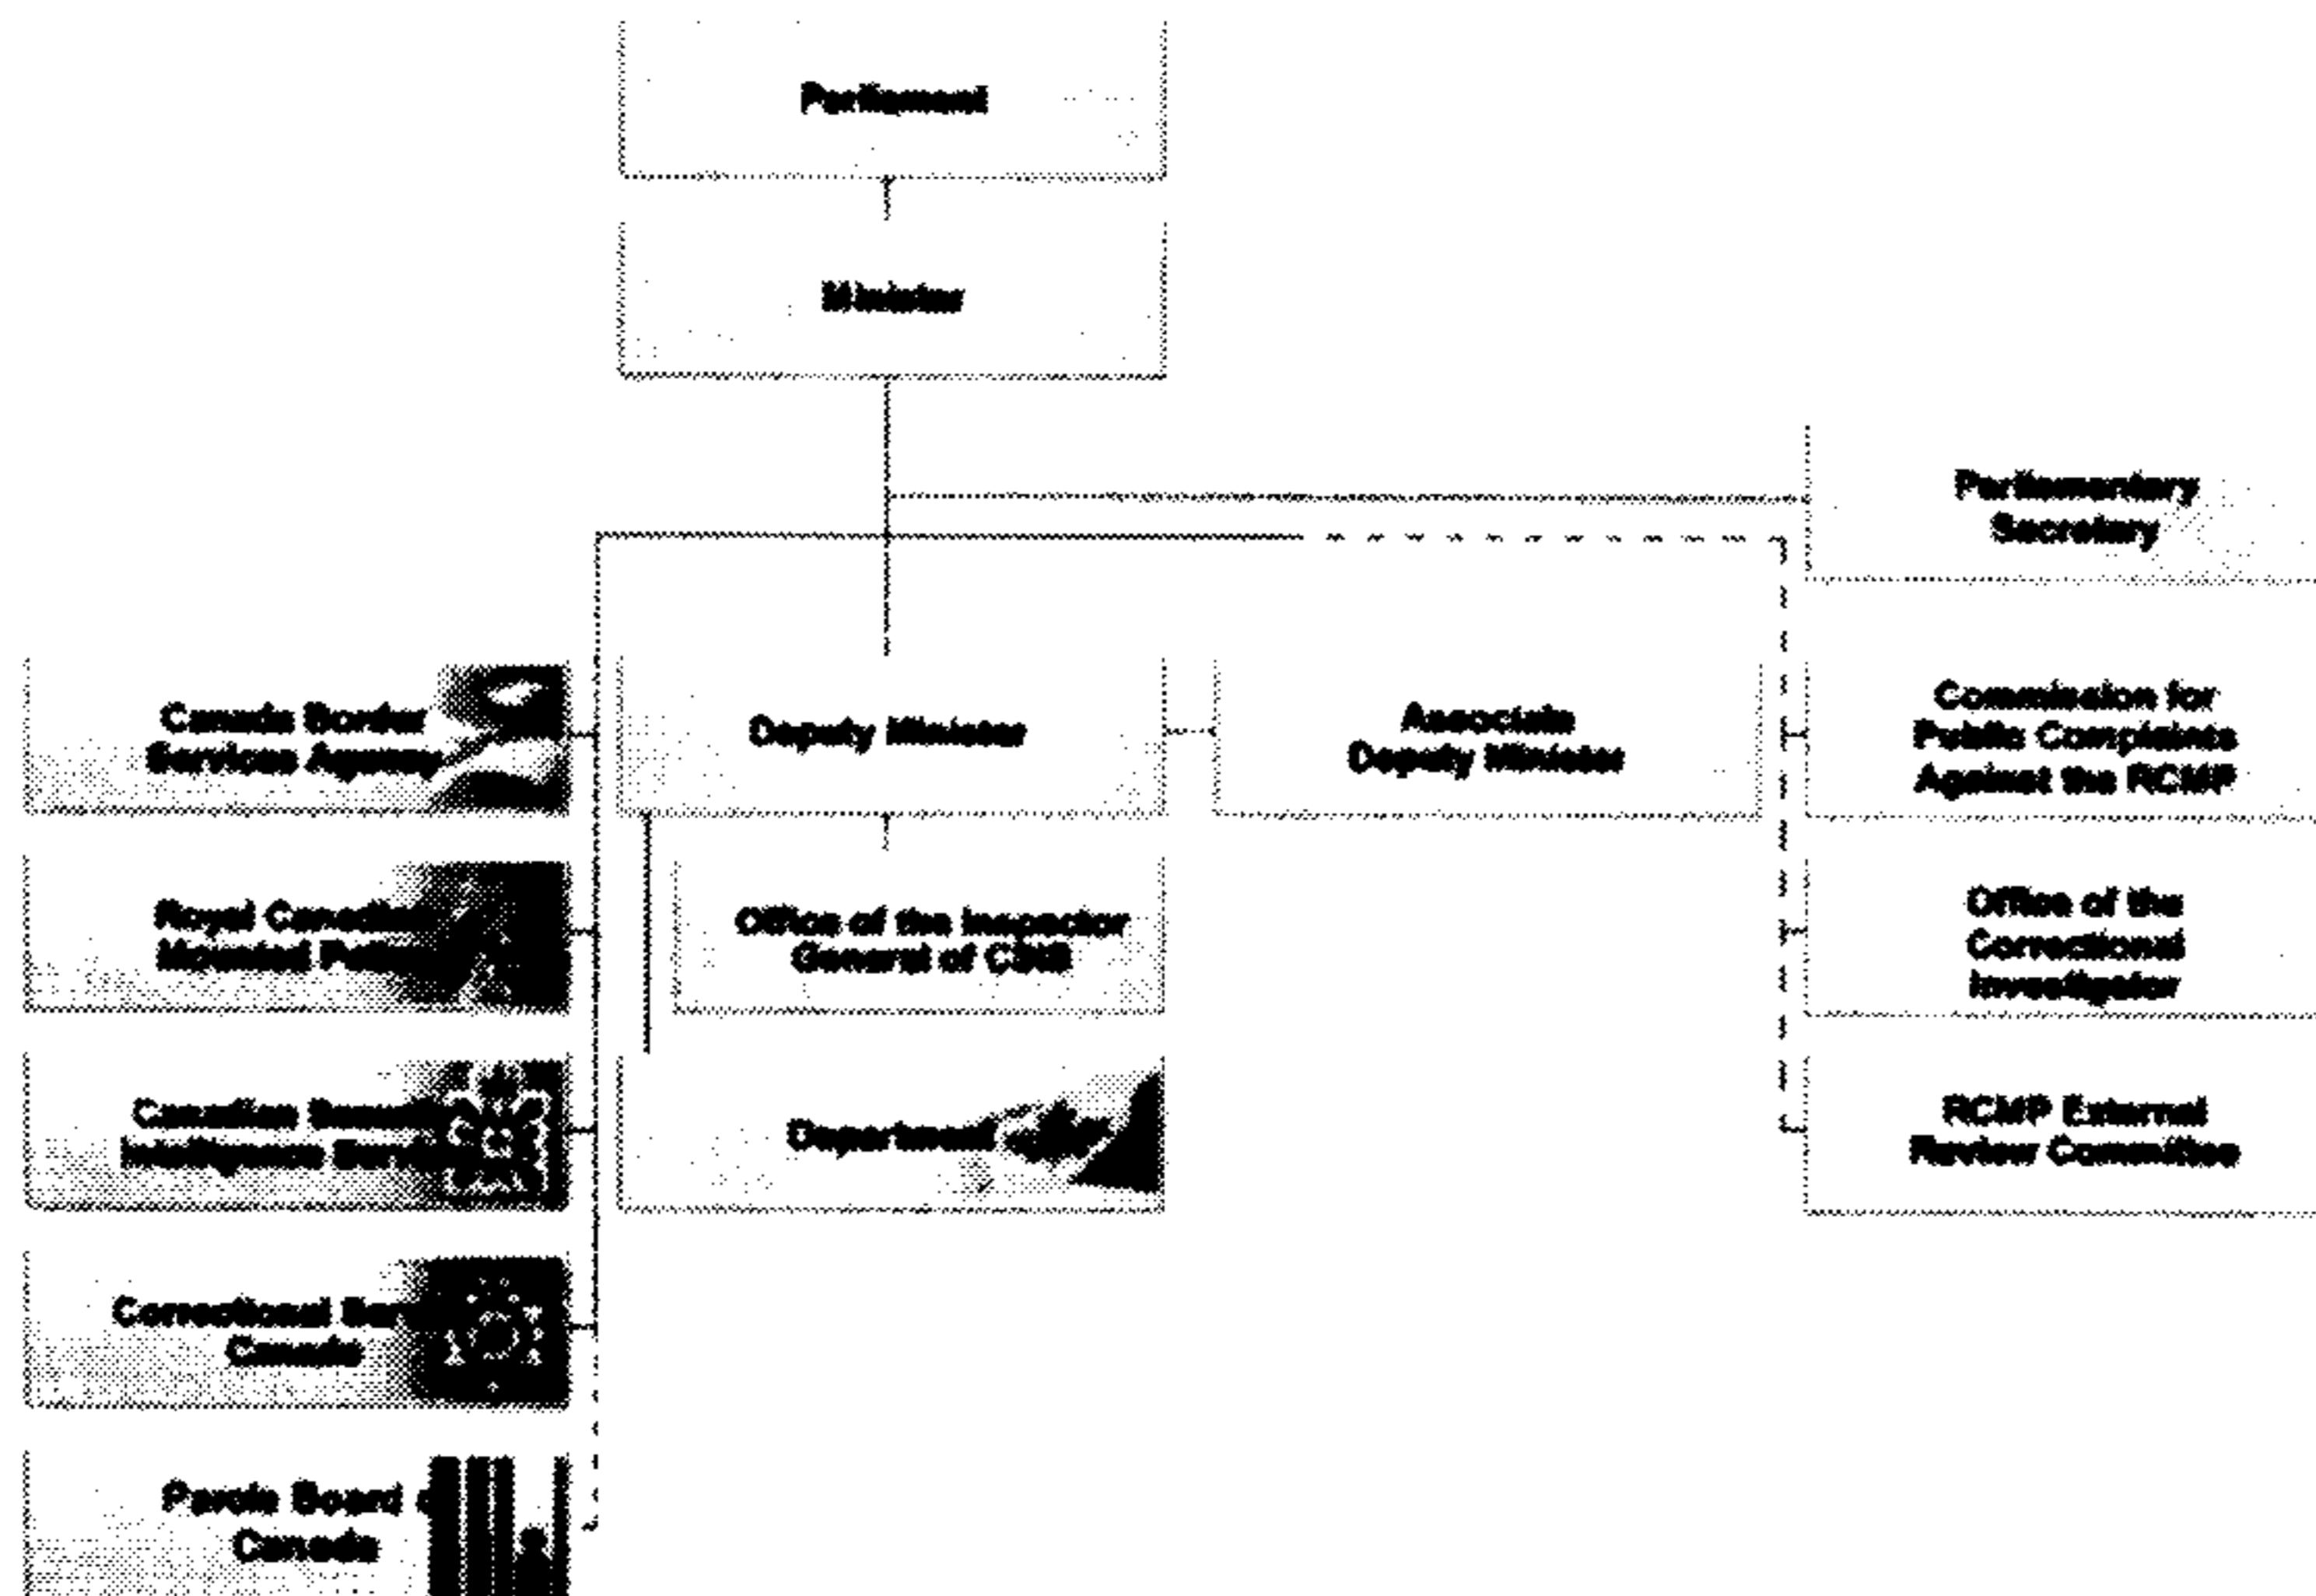 Parliament
Minister
Parliamentary
Secretary
Canada Border
Services Agency
Deputy Minister
Associate
Deputy Minister
Commission for
Public Complaints
Against the RCMP
Royal Canadian
Mounted Police
Office of the Inspector
General of CSIS
Office of the
Correctional
Investigator
Canadian Security
Intelligence Service
Department
RCMP External
Review Committee
Correctional Service
Canada
Parole Board of
Canada